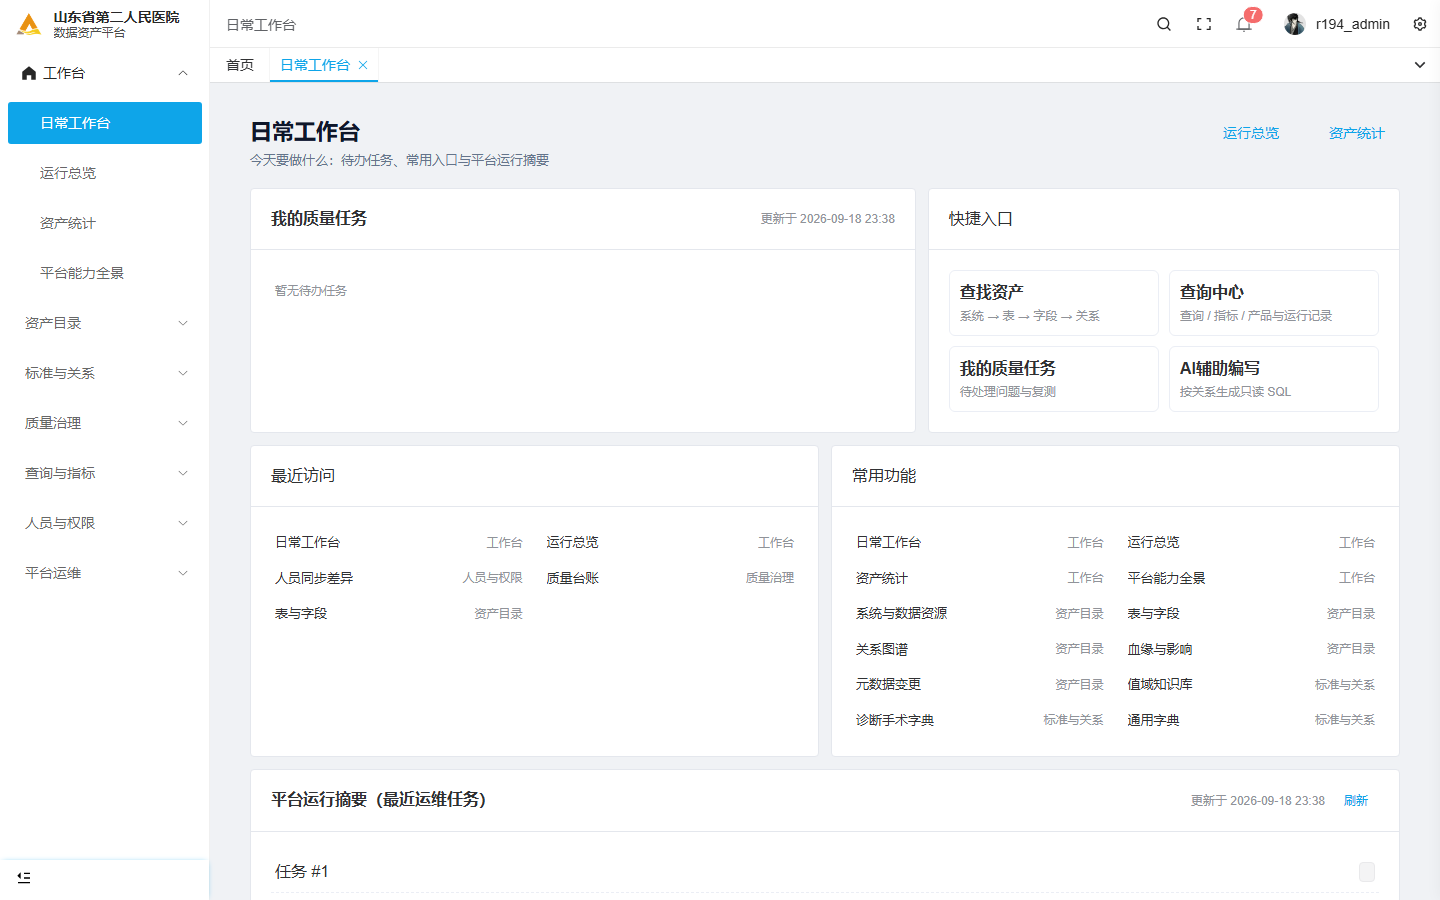 山东省第二人民医院
数据资产平台
工作台
日常工作台
运行总览
资产统计
平台能力全景
资产目录
标准与关系
质量治理
查询与指标
人员与权限
平台运维
日常工作台
7
r194_admin
首页
日常工作台
日常工作台
今天要做什么：待办任务、常用入口与平台运行摘要
运行总览
资产统计
我的质量任务
更新于 2026-09-18 23:38
暂无待办任务
快捷入口
查找资产
系统 → 表 → 字段 → 关系
查询中心
查询 / 指标 / 产品与运行记录
我的质量任务
待处理问题与复测
AI辅助编写
按关系生成只读 SQL
最近访问
日常工作台 工作台 运行总览 工作台
人员同步差异 人员与权限 质量台账 质量治理
表与字段 资产目录
常用功能
日常工作台 工作台 运行总览 工作台
资产统计 工作台 平台能力全景 工作台
系统与数据资源 资产目录 表与字段 资产目录
关系图谱 资产目录 血缘与影响 资产目录
元数据变更 资产目录 值域知识库 标准与关系
诊断手术字典 标准与关系 通用字典 标准与关系
平台运行摘要（最近运维任务）
更新于 2026-09-18 23:38
刷新
任务 #1